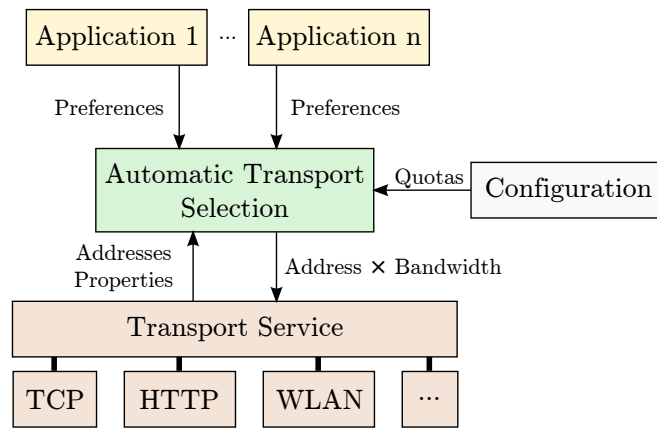 Application 1 ... Application n
Preferences Preferences
Automatic Transport
Selection
Quotas
Configuration
Addresses
Properties
Address × Bandwidth
Transport Service
TCP HTTP WLAN ...